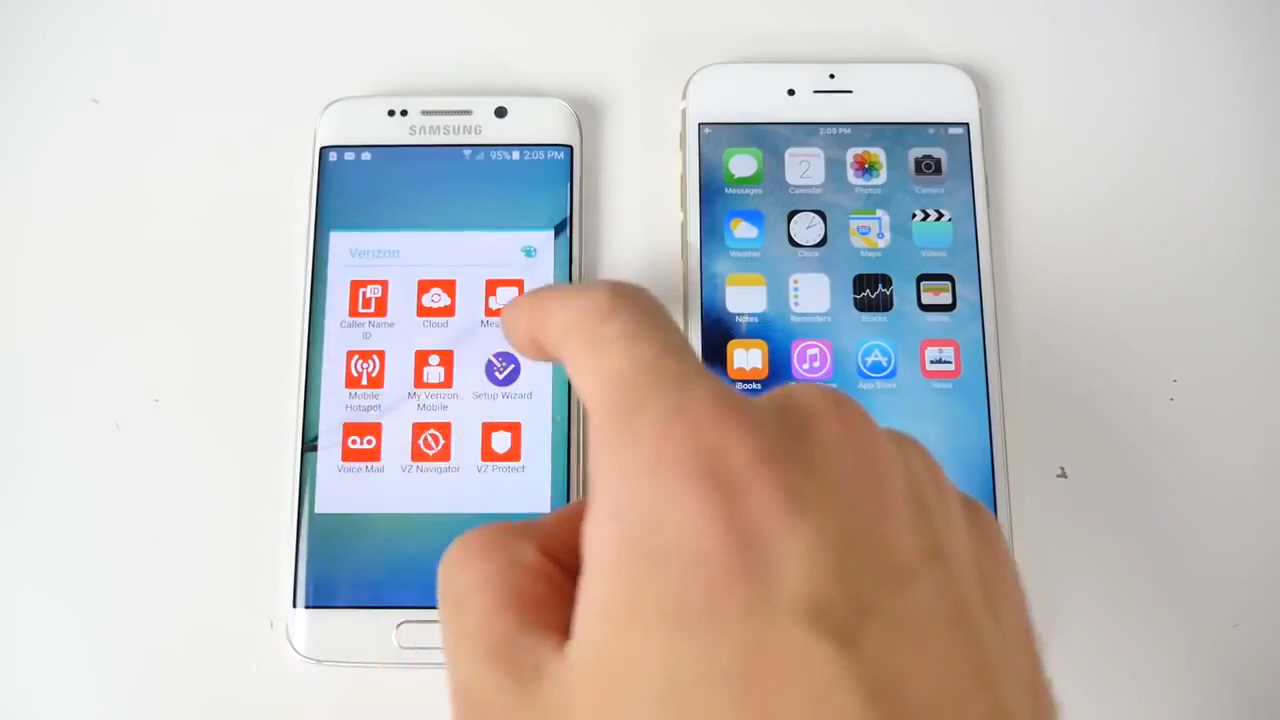 SAMSUNG
95% 2:05 PM
Verizon
Caller Name ID
Cloud
Mobile Hotspot
My Verizon Mobile
Setup Wizard
Voice Mail
VZ Navigator
VZ Protect
2:05 PM
Messages
Calendar
2
Photos
Camera
Weather
Clock
Maps
Videos
Notes
Reminders
Stocks
iBooks
App Store
News